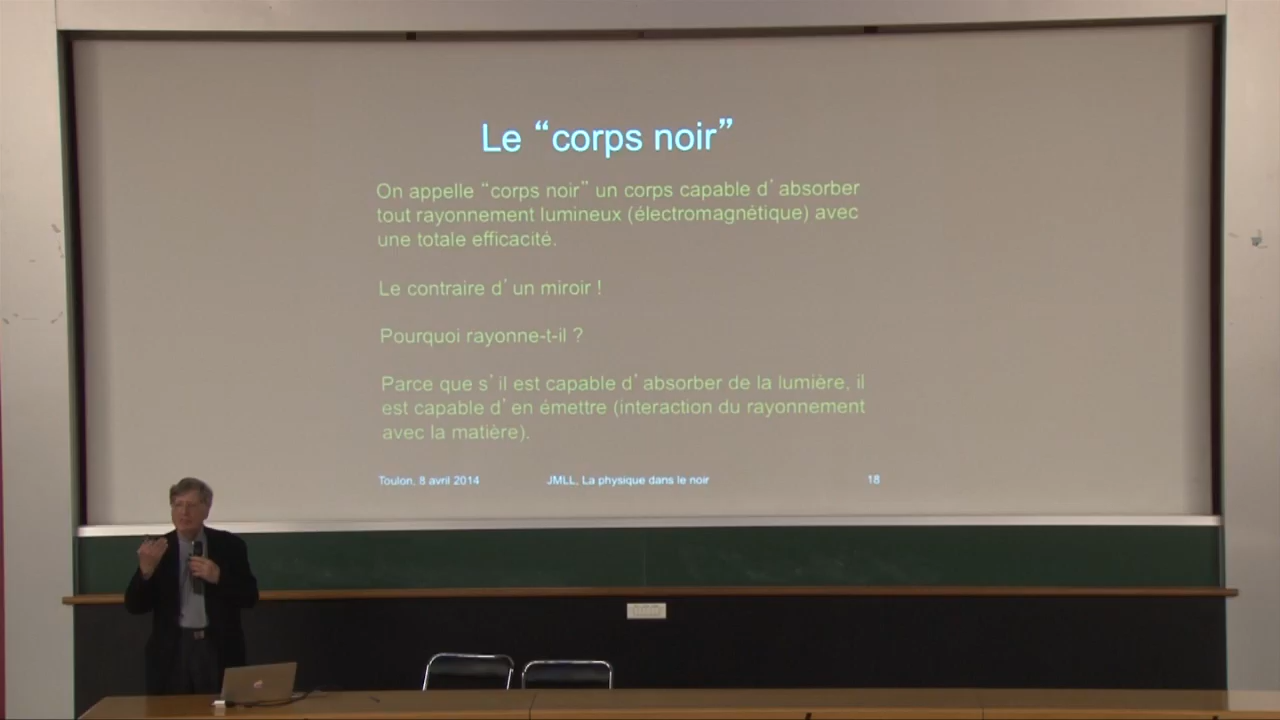 Le “corps noir”
On appelle “corps noir” un corps capable d’absorber
tout rayonnement lumineux (électromagnétique) avec
une totale efficacité.
Le contraire d’un miroir !
Pourquoi rayonne-t-il ?
Parce que s’il est capable d’absorber de la lumière, il
est capable d’en émettre (interaction du rayonnement
avec la matière).
Toulon, 8 avril 2014 JMLL, La physique dans le noir 18